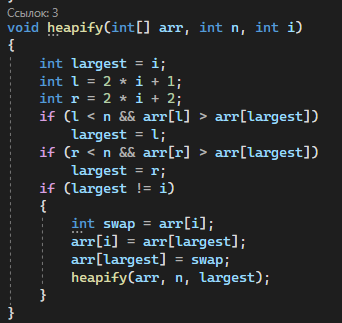 Ссылок: 3
void heapify(int[] arr, int n, int i)
{
    int largest = i;
    int l = 2 * i + 1;
    int r = 2 * i + 2;
    if (l < n && arr[l] > arr[largest])
        largest = l;
    if (r < n && arr[r] > arr[largest])
        largest = r;
    if (largest != i)
    {
        int swap = arr[i];
        arr[i] = arr[largest];
        arr[largest] = swap;
        heapify(arr, n, largest);
    }
}